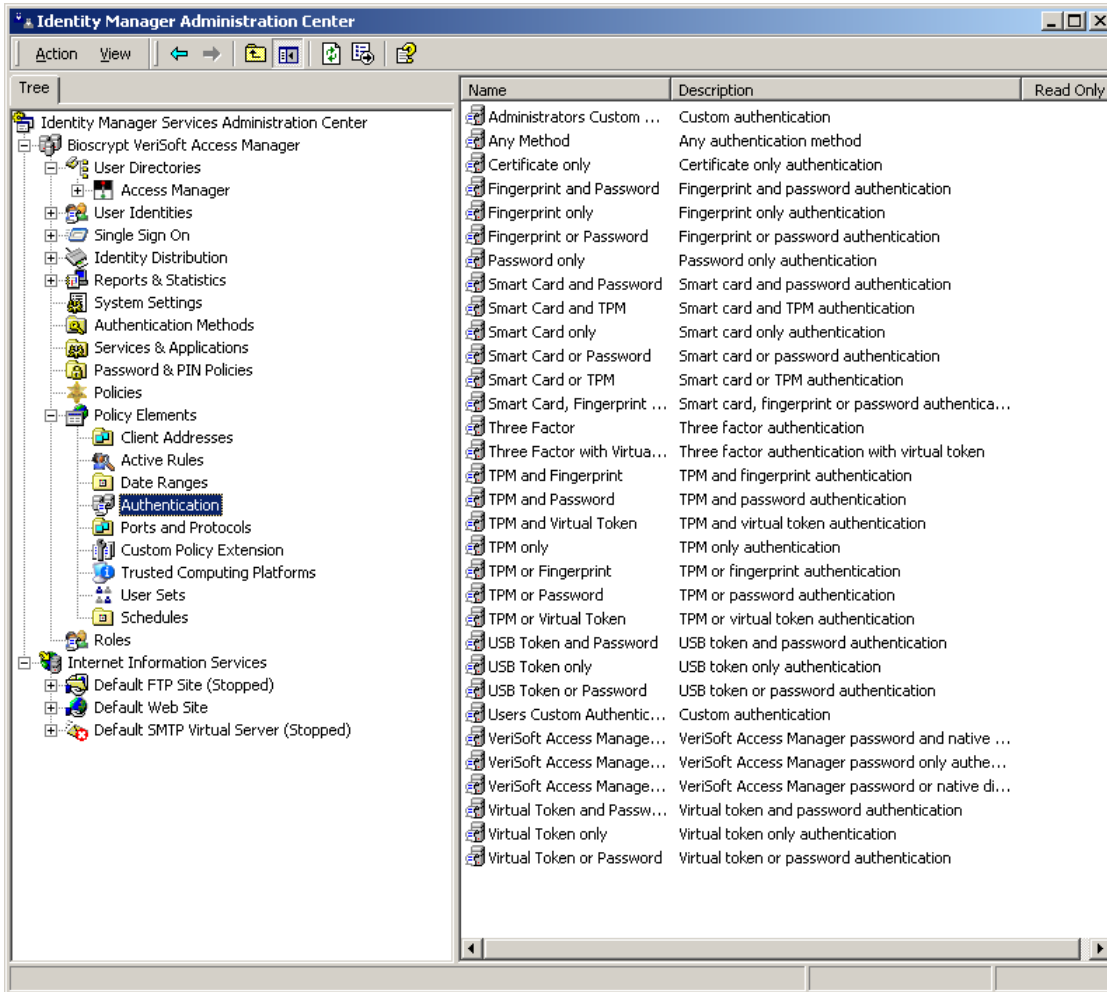 Identity Manager Administration Center
Action View
Tree
Identity Manager Services Administration Center
Bioscrypt VeriSoft Access Manager
User Directories
Access Manager
User Identities
Single Sign On
Identity Distribution
Reports & Statistics
System Settings
Authentication Methods
Services & Applications
Password & PIN Policies
Policies
Policy Elements
Client Addresses
Active Rules
Date Ranges
Authentication
Ports and Protocols
Custom Policy Extension
Trusted Computing Platforms
User Sets
Schedules
Roles
Internet Information Services
Default FTP Site (Stopped)
Default Web Site
Default SMTP Virtual Server (Stopped)
Name Description Read Only
Administrators Custom ... Custom authentication
Any Method Any authentication method
Certificate only Certificate only authentication
Fingerprint and Password Fingerprint and password authentication
Fingerprint only Fingerprint only authentication
Fingerprint or Password Fingerprint or password authentication
Password only Password only authentication
Smart Card and Password Smart card and password authentication
Smart Card and TPM Smart card and TPM authentication
Smart Card only Smart card only authentication
Smart Card or Password Smart card or password authentication
Smart Card or TPM Smart card or TPM authentication
Smart Card, Fingerprint ... Smart card, fingerprint or password authentica...
Three Factor Three factor authentication
Three Factor with Virtua... Three factor authentication with virtual token
TPM and Fingerprint TPM and fingerprint authentication
TPM and Password TPM and password authentication
TPM and Virtual Token TPM and virtual token authentication
TPM only TPM only authentication
TPM or Fingerprint TPM or fingerprint authentication
TPM or Password TPM or password authentication
TPM or Virtual Token TPM or virtual token authentication
USB Token and Password USB token and password authentication
USB Token only USB token only authentication
USB Token or Password USB token or password authentication
Users Custom Authentic... Custom authentication
VeriSoft Access Manage... VeriSoft Access Manager password and native ...
VeriSoft Access Manage... VeriSoft Access Manager password only authe...
VeriSoft Access Manage... VeriSoft Access Manager password or native di...
Virtual Token and Passw... Virtual token and password authentication
Virtual Token only Virtual token only authentication
Virtual Token or Password Virtual token or password authentication